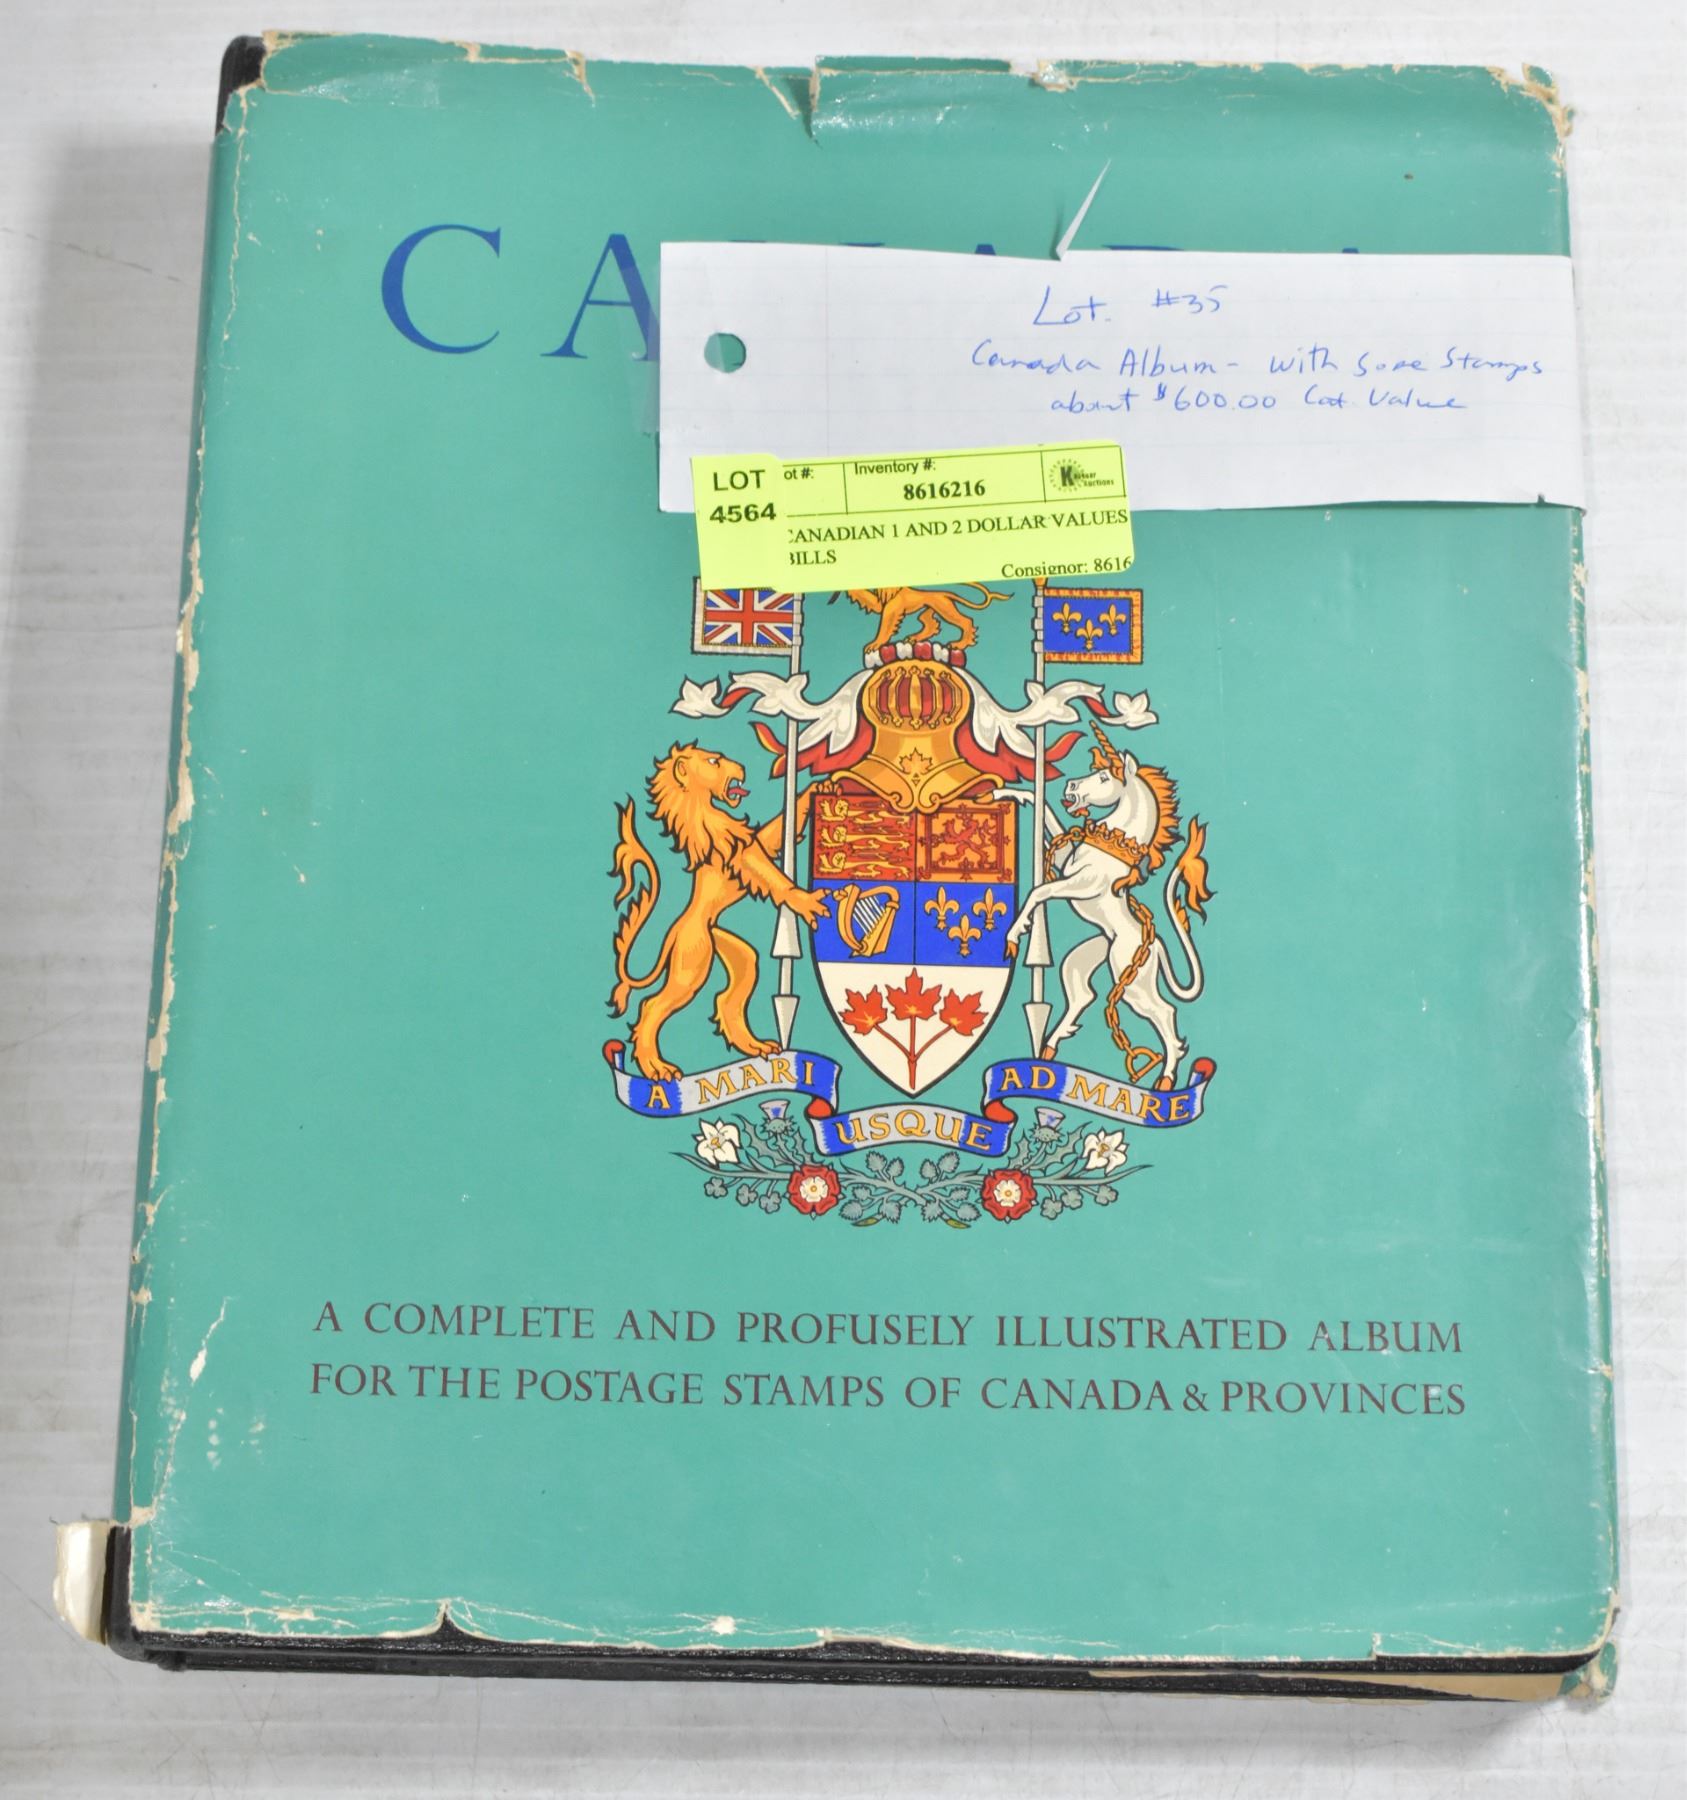 CA
Lot. #35
Canada Album - with some Stamps
about $600.00 Cat. Value
LOT
4564
ot #:
Inventory #:
8616216
Auctions
CANADIAN 1 AND 2 DOLLAR VALUES
BILLS
Consignor: 8616
A MARI
USQUE
AD MARE
A COMPLETE AND PROFUSELY ILLUSTRATED ALBUM
FOR THE POSTAGE STAMPS OF CANADA & PROVINCES